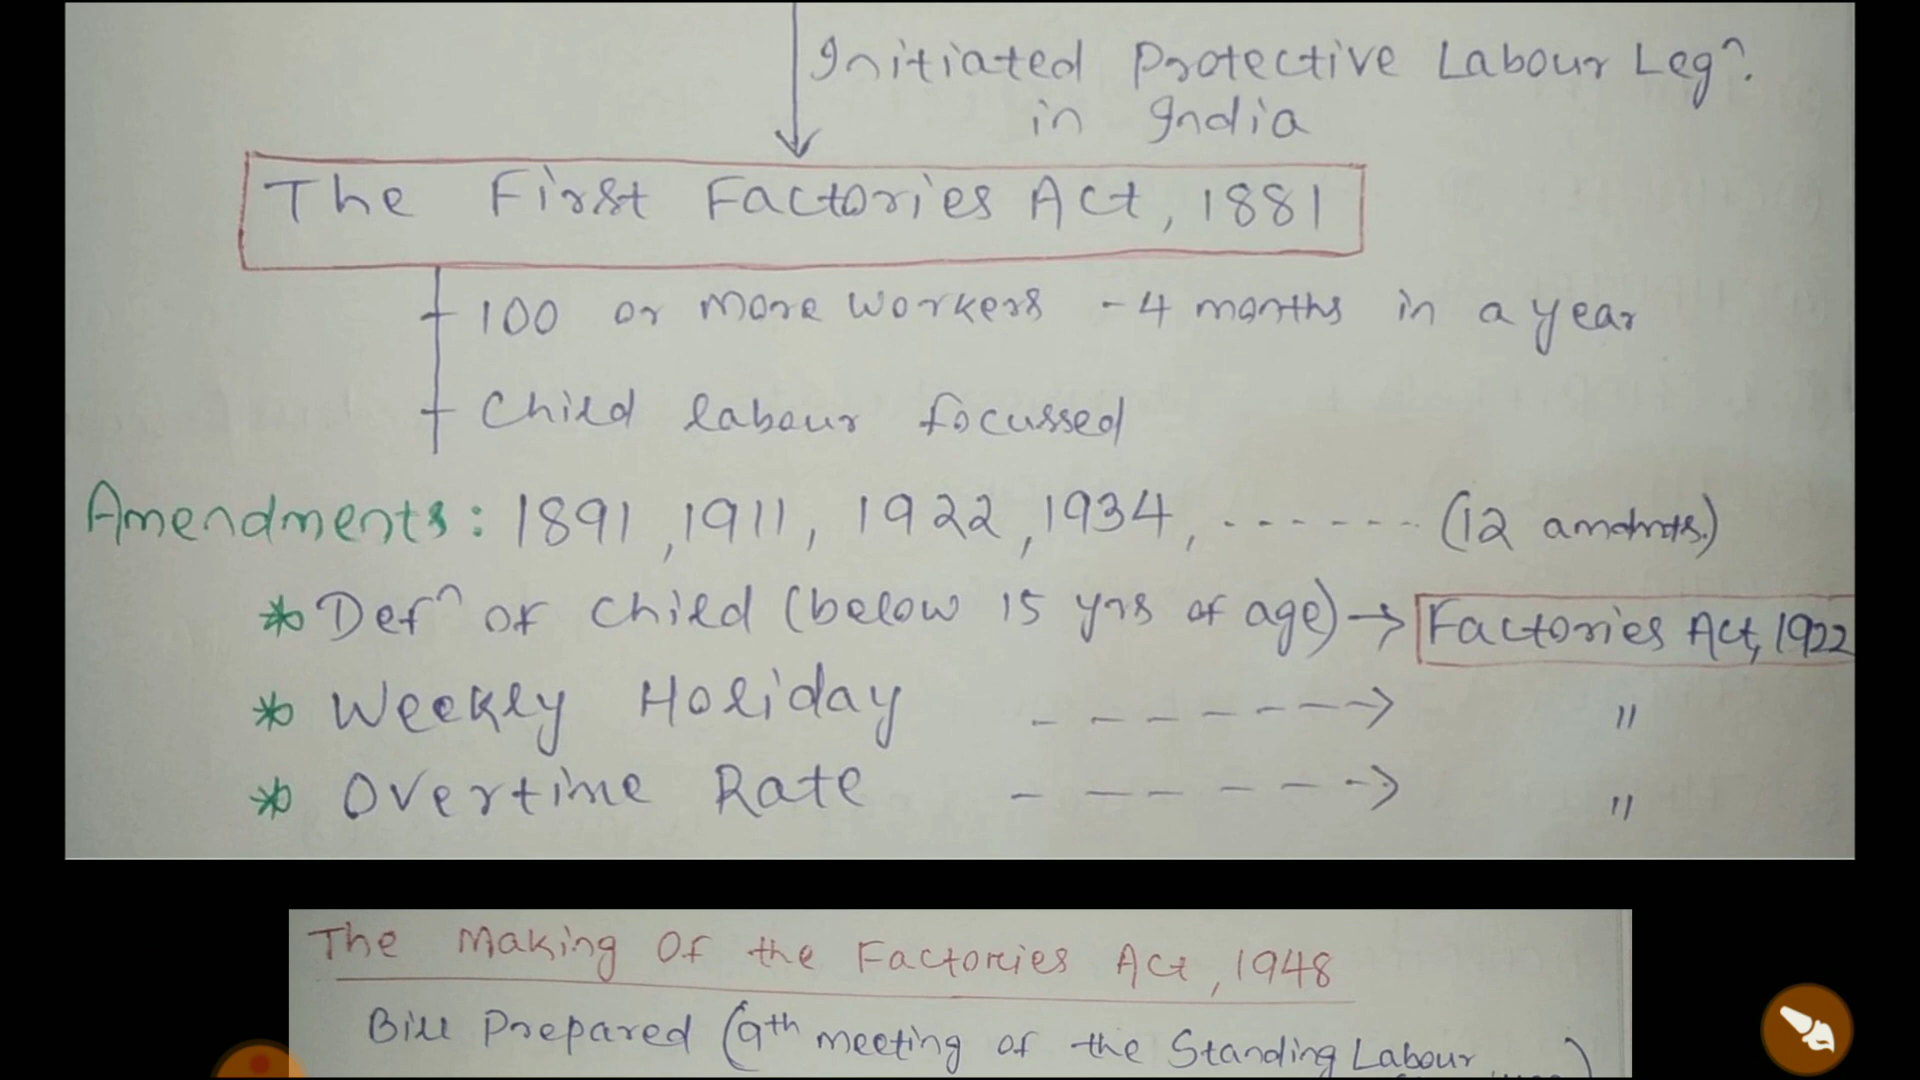 Initiated Protective Labour Legⁿ.
in India
The First Factories Act, 1881
100 or more workers - 4 months in a year
Child labour focussed
Amendments: 1891, 1911, 1922, 1934, ------- (12 amdmts.)
* Defⁿ of child (below 15 yrs of age) → Factories Act, 1922
* Weekly Holiday - - - - - - -> "
* Overtime Rate - - - - - - -> "
The Making Of the Factories Act, 1948
Bill Prepared (9th meeting of the Standing Labour )